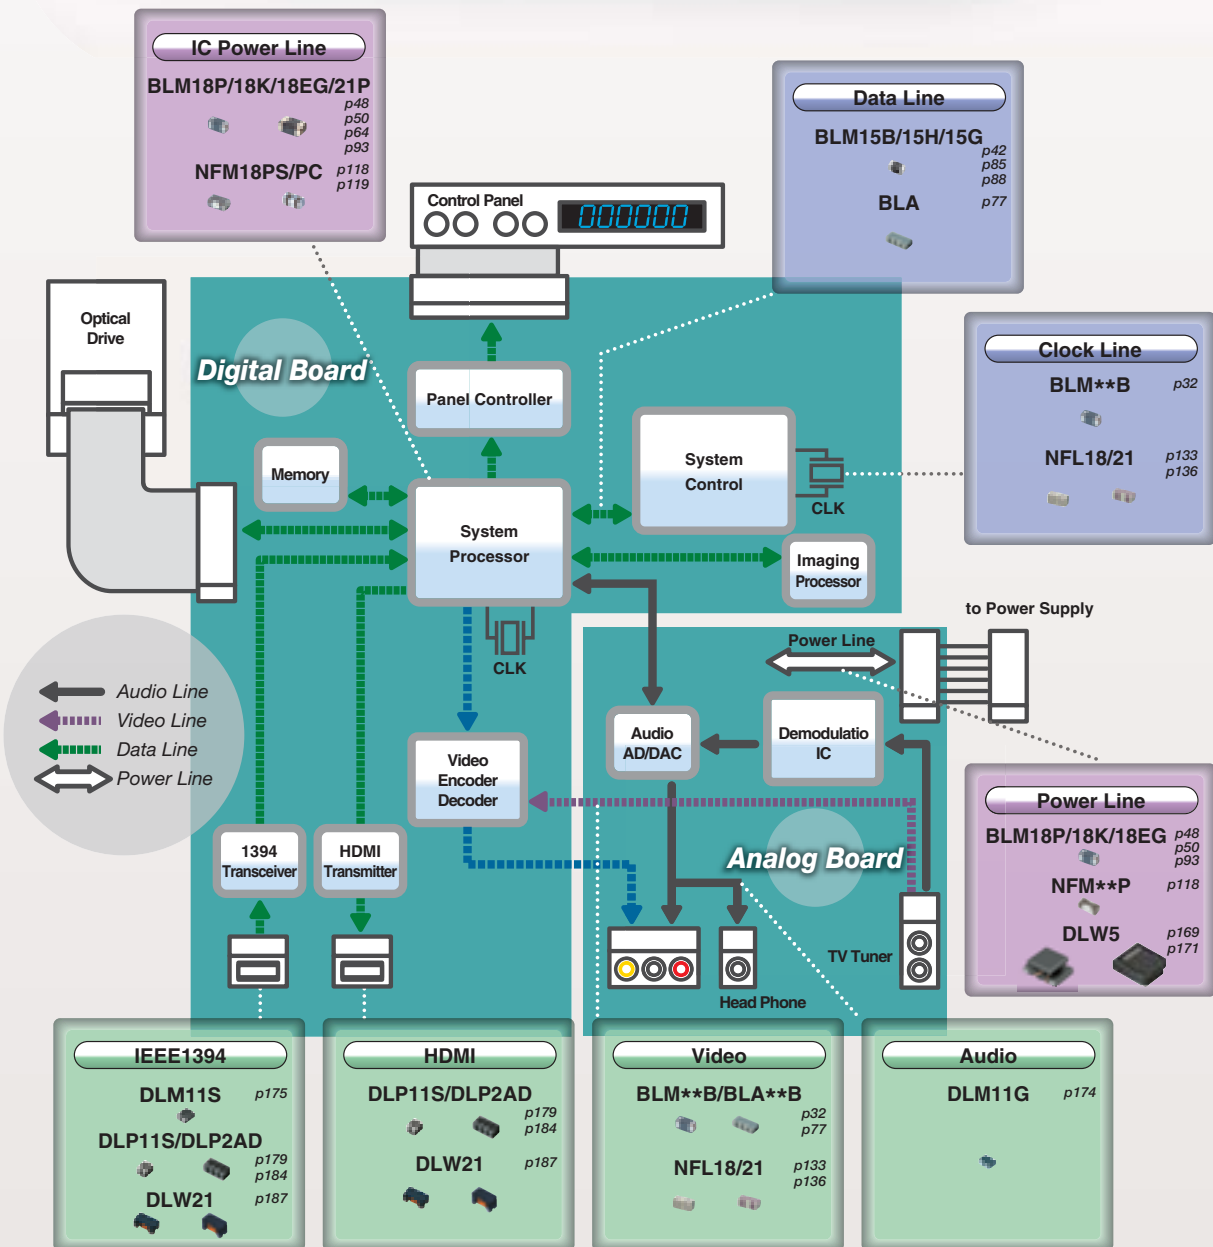 IC Power Line
BLM18P/18K/18EG/21P
p48
p50
p64
p93
NFM18PS/PC
p118
p119
Data Line
BLM15B/15H/15G
p42
p85
p88
BLA
p77
Control Panel
000000
Optical
Drive
Digital Board
Panel Controller
Memory
System
Control
CLK
System
Processor
Imaging
Processor
CLK
Clock Line
BLM**B
p32
NFL18/21
p133
p136
to Power Supply
Power Line
Audio Line
Video Line
Data Line
Power Line
Audio
AD/DAC
Demodulatio
IC
Video
Encoder
Decoder
1394
Transceiver
HDMI
Transmitter
Analog Board
TV Tuner
Head Phone
Power Line
BLM18P/18K/18EG
p48
p50
p93
NFM**P
p118
DLW5
p169
p171
IEEE1394
DLM11S
p175
DLP11S/DLP2AD
p179
p184
DLW21
p187
HDMI
DLP11S/DLP2AD
p179
p184
DLW21
p187
Video
BLM**B/BLA**B
p32
p77
NFL18/21
p133
p136
Audio
DLM11G
p174